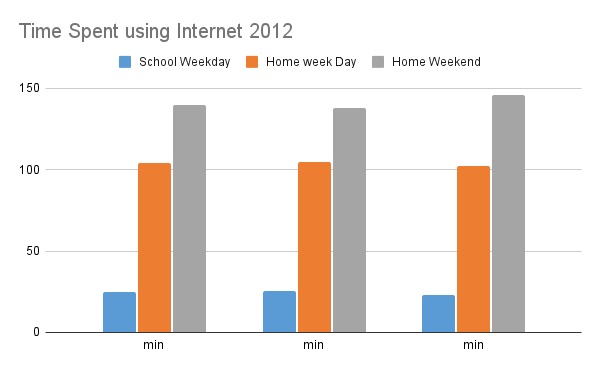 Time Spent using Internet 2012
School Weekday Home week Day Home Weekend
150
100
50
0
min min min